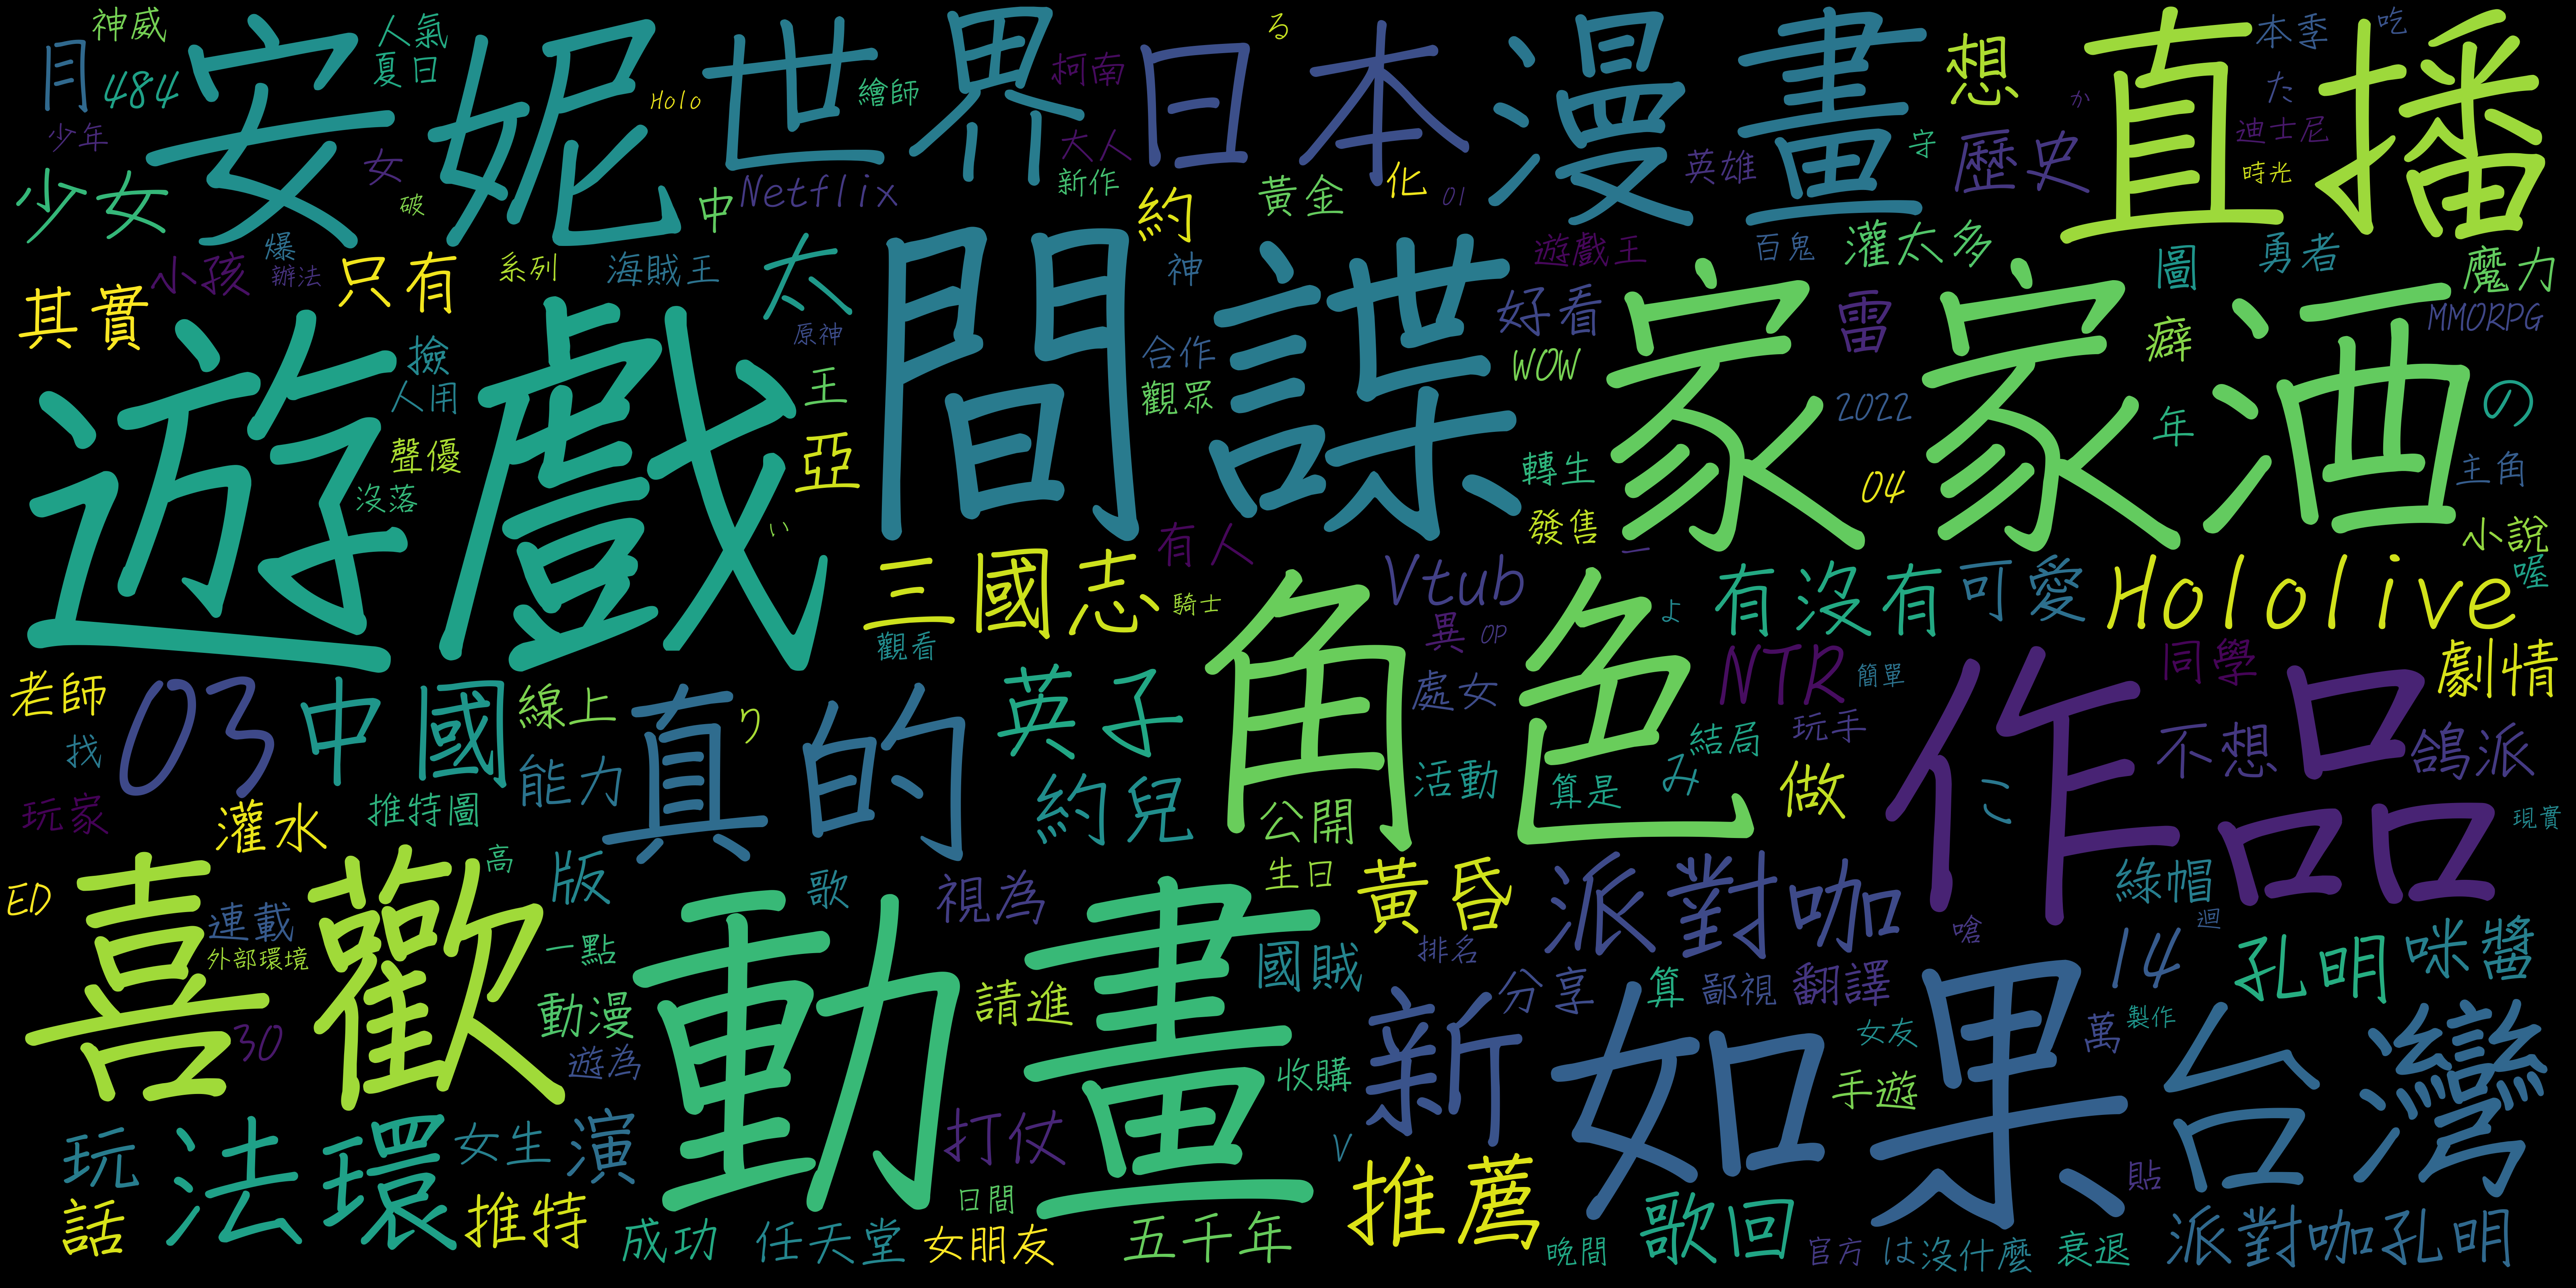 神威
人氣
夏日
月
484
安妮
世界
Holo
繪師
柯南
る
日本
漫畫
想
直播
本季
吃
た
か
迪士尼
時光
少年
少女
女
破
中
Netflix
大人
新作
約
黃金
化
01
英雄
守
歷史
其實
小孩
爆
辦法
只有
系列
海賊王
太
神
遊戲王
百鬼
灌太多
圖
勇者
魔力
MMORPG
遊戲
撿
人用
聲優
沒落
原神
王
亞
い
間諜
合作
觀眾
好看
WOW
轉生
發售
一
家家酒
雷
2022
04
癖
年
の
主角
小說
喔
三國志
有人
騎士
觀看
Vtub
異
OP
よ
有沒有
可愛
Hololive
老師
找
03
中國
線上
能力
真的
英子
約兒
角色
處女
活動
算是
み
NTR
簡單
結局
玩手
做
作品
同學
劇情
不想
鴿派
こ
現實
玩家
灌水
推特圖
公開
生日
黃昏
派對咖
綠帽
迴
ED
喜歡
高
連載
外部環境
版
歌
視為
一點
動漫
遊為
30
動畫
請進
國賊
排名
分享
算
鄙視
翻譯
嗆
14
孔明
咪醬
收購
新
如果
女友
手遊
萬
製作
台灣
玩
話
法環
女生
演
推特
打仗
V
日間
成功
任天堂
女朋友
五千年
推薦
晚間
歌回
官方
は
沒什麼
衰退
貼
派對咖孔明